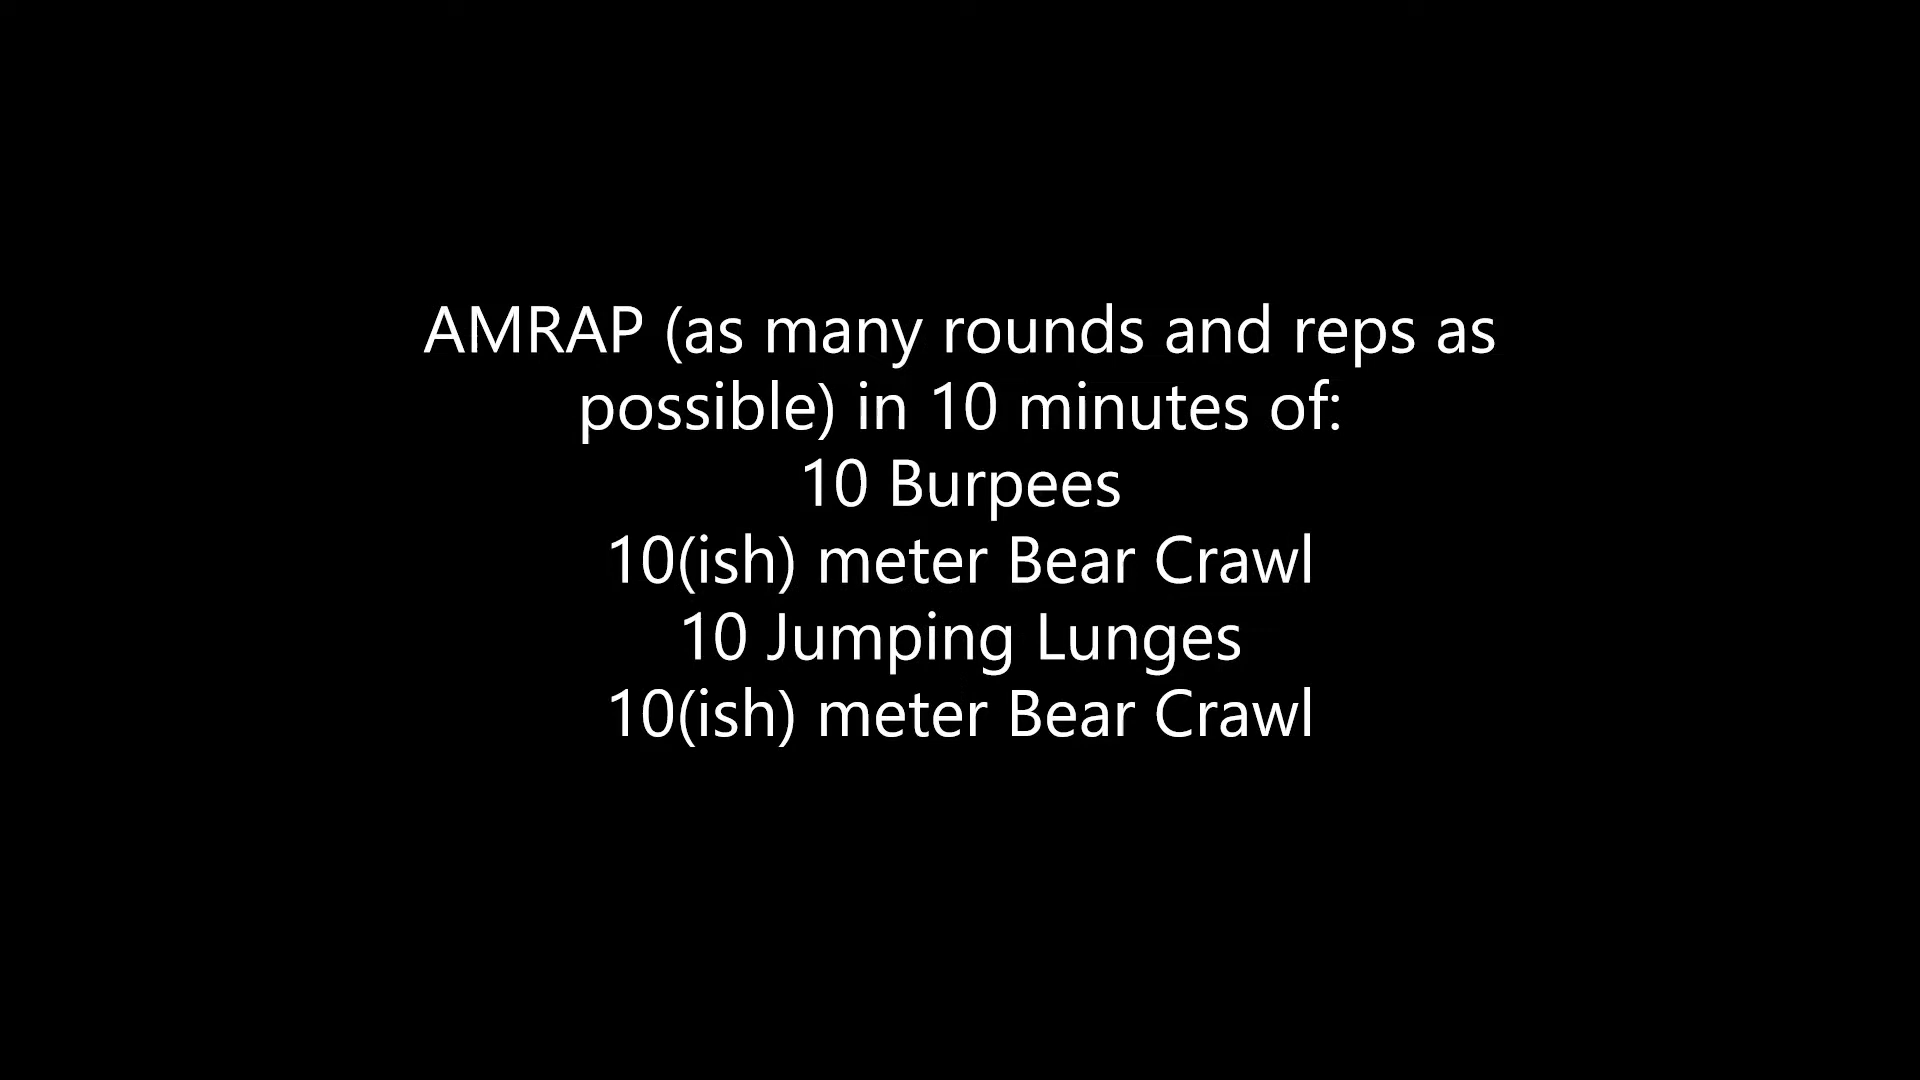 AMRAP (as many rounds and reps as
possible) in 10 minutes of:
10 Burpees
10(ish) meter Bear Crawl
10 Jumping Lunges
10(ish) meter Bear Crawl